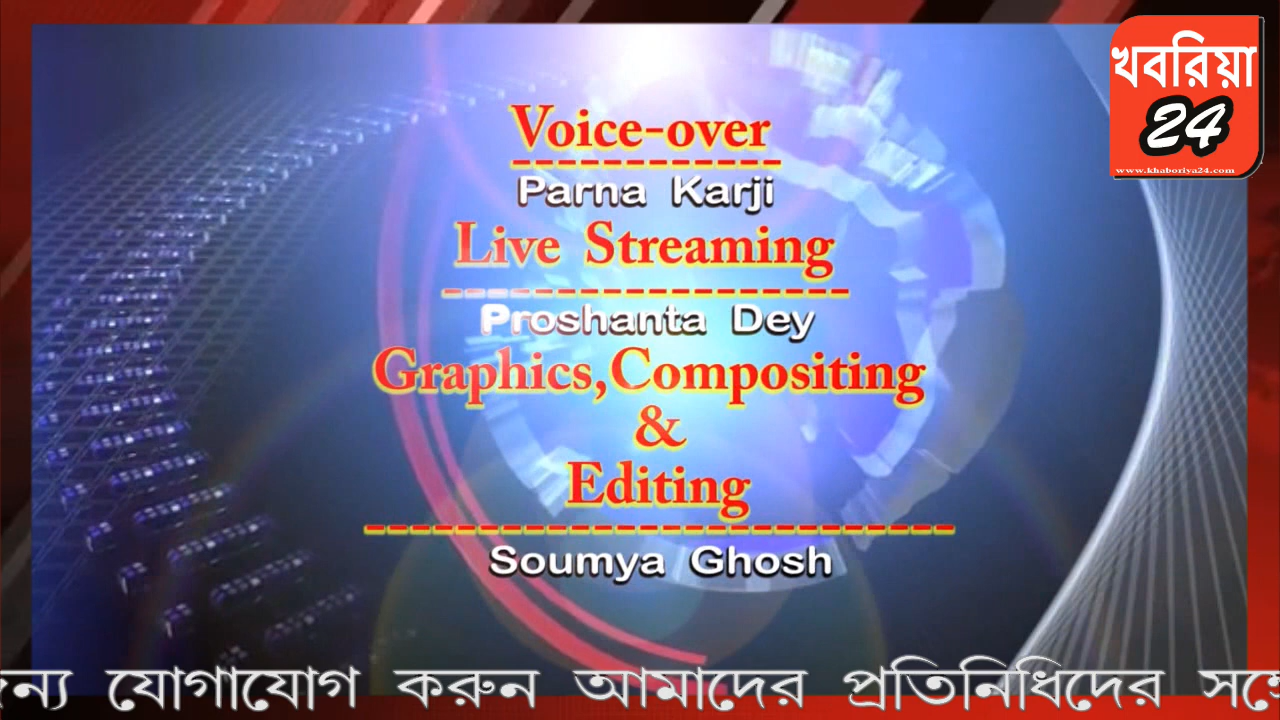 খবরিয়া
24
www.khaboriya24.com
Voice-over
Parna Karji
Live Streaming
Proshanta Dey
Graphics,Compositing
&
Editing
Soumya Ghosh
যোগাযোগ করুন আমাদের প্রতিনিধিদের